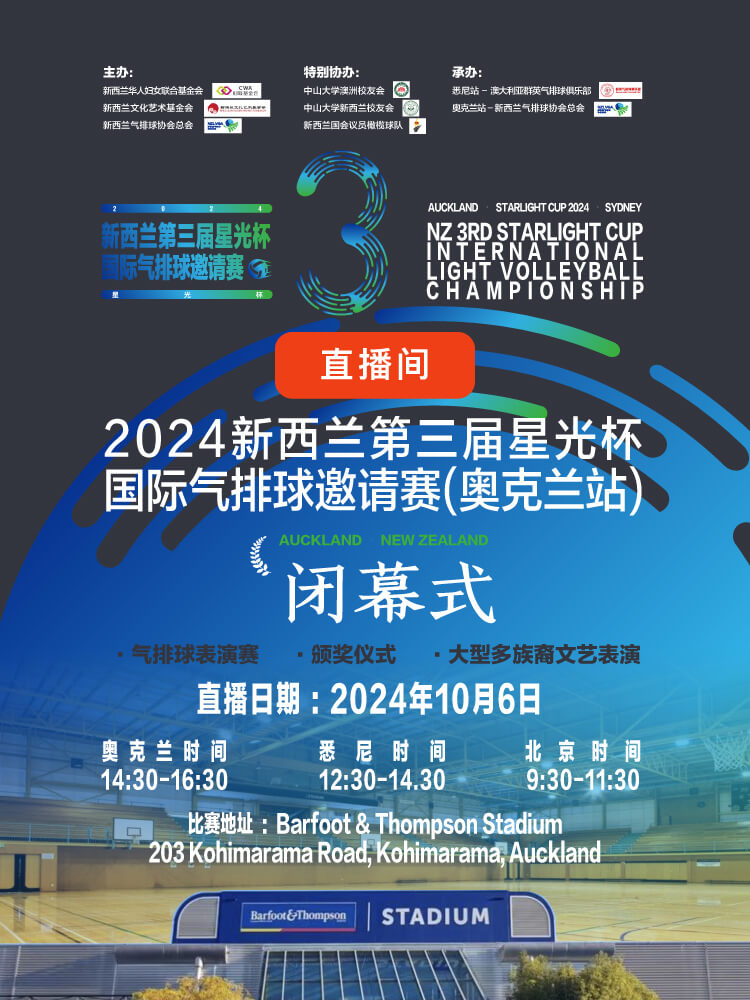 主办：
新西兰华人妇女联合基金会
CWA
妇联基金会
新西兰文化艺术基金会
新西兰气排球协会总会
特别协办：
中山大学澳洲校友会
中山大学新西兰校友会
新西兰国会议员橄榄球队
承办：
悉尼站 – 澳大利亚群英气排球俱乐部
奥克兰站 – 新西兰气排球协会总会
2 0 2 4
新西兰第三届星光杯
国际气排球邀请赛
星 光 杯
3
AUCKLAND · STARLIGHT CUP 2024 · SYDNEY
NZ 3RD STARLIGHT CUP
INTERNATIONAL
LIGHT VOLLEYBALL
CHAMPIONSHIP
直播间
2024新西兰第三届星光杯
国际气排球邀请赛(奥克兰站)
AUCKLAND · NEW ZEALAND
闭幕式
·气排球表演赛 ·颁奖仪式 ·大型多族裔文艺表演
直播日期：2024年10月6日
奥克兰时间 悉尼时间 北京时间
14:30-16:30 12:30-14.30 9:30-11:30
比赛地址：Barfoot & Thompson Stadium
203 Kohimarama Road, Kohimarama, Auckland
Barfoot&Thompson STADIUM